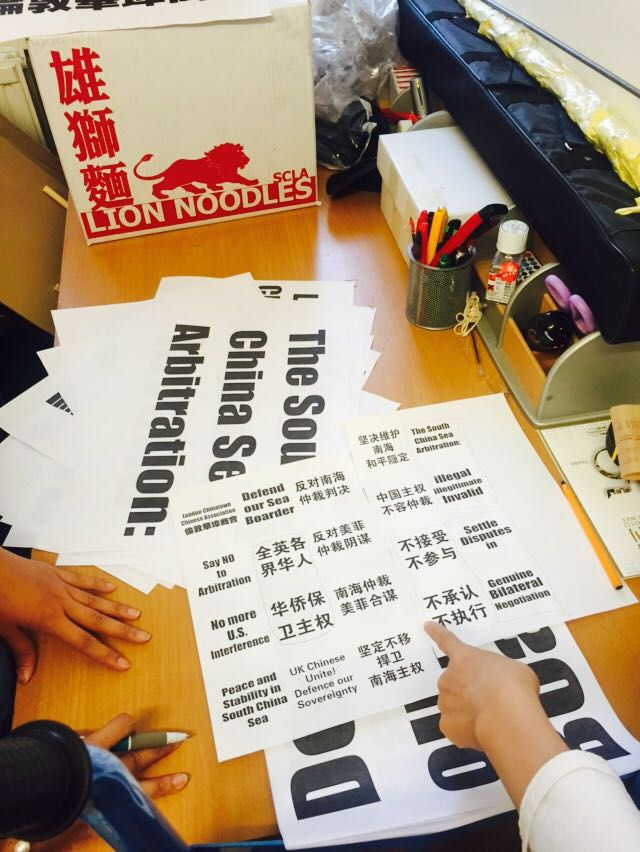 雄獅麵
SCLA
LION NOODLES
The Sou
China Se
Arbitration:
London Chinatown
Chinese Association
倫敦華埠商會
Defend
our Sea
Boarder
反对南海
仲裁判决
坚决维护
南海
和平隐定
The South
China Sea
Arbitration:
Say NO
to
Arbitration
全英各
界华人
反对美菲
仲裁阴谋
中国主权
不容仲裁
illegal
illegitimate
Invalid
No more
U.S.
Interference
华侨保
卫主权
南海仲裁
美菲合谋
不接受
不参与
Settle
Disputes
in
Peace and
Stability in
South China
Sea
UK Chinese
Unite!
Defence our
Sovereignty
坚定不移
捍卫
南海主权
不承认
不执行
Genuine
Bilateral
Negotiation